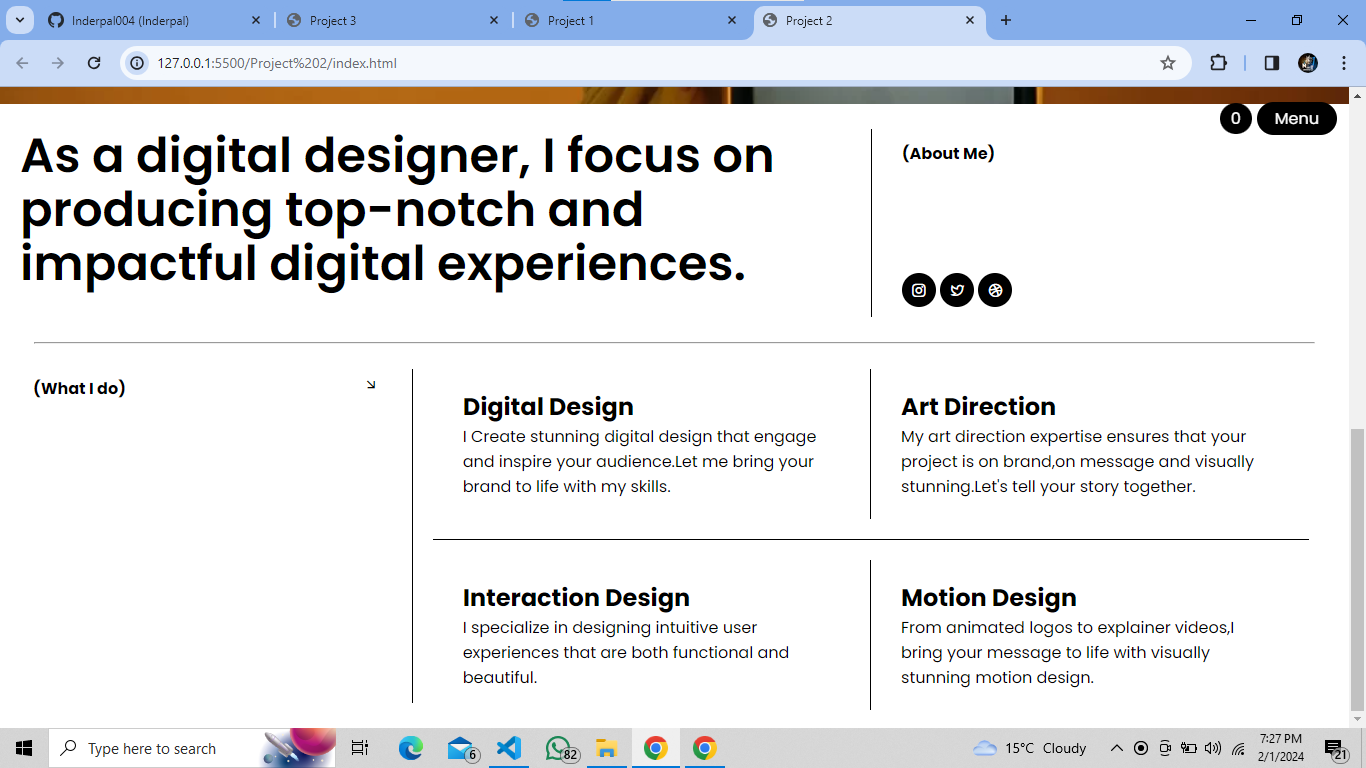 Inderpal004 (Inderpal)
Project 3
Project 1
Project 2
127.0.0.1:5500/Project%202/index.html
0
Menu
As a digital designer, I focus on
producing top-notch and
impactful digital experiences.
(About Me)
(What I do)
Digital Design
I Create stunning digital design that engage
and inspire your audience.Let me bring your
brand to life with my skills.
Art Direction
My art direction expertise ensures that your
project is on brand,on message and visually
stunning.Let's tell your story together.
Interaction Design
I specialize in designing intuitive user
experiences that are both functional and
beautiful.
Motion Design
From animated logos to explainer videos,I
bring your message to life with visually
stunning motion design.
Type here to search
6
82
15°C Cloudy
7:27 PM
2/1/2024
21